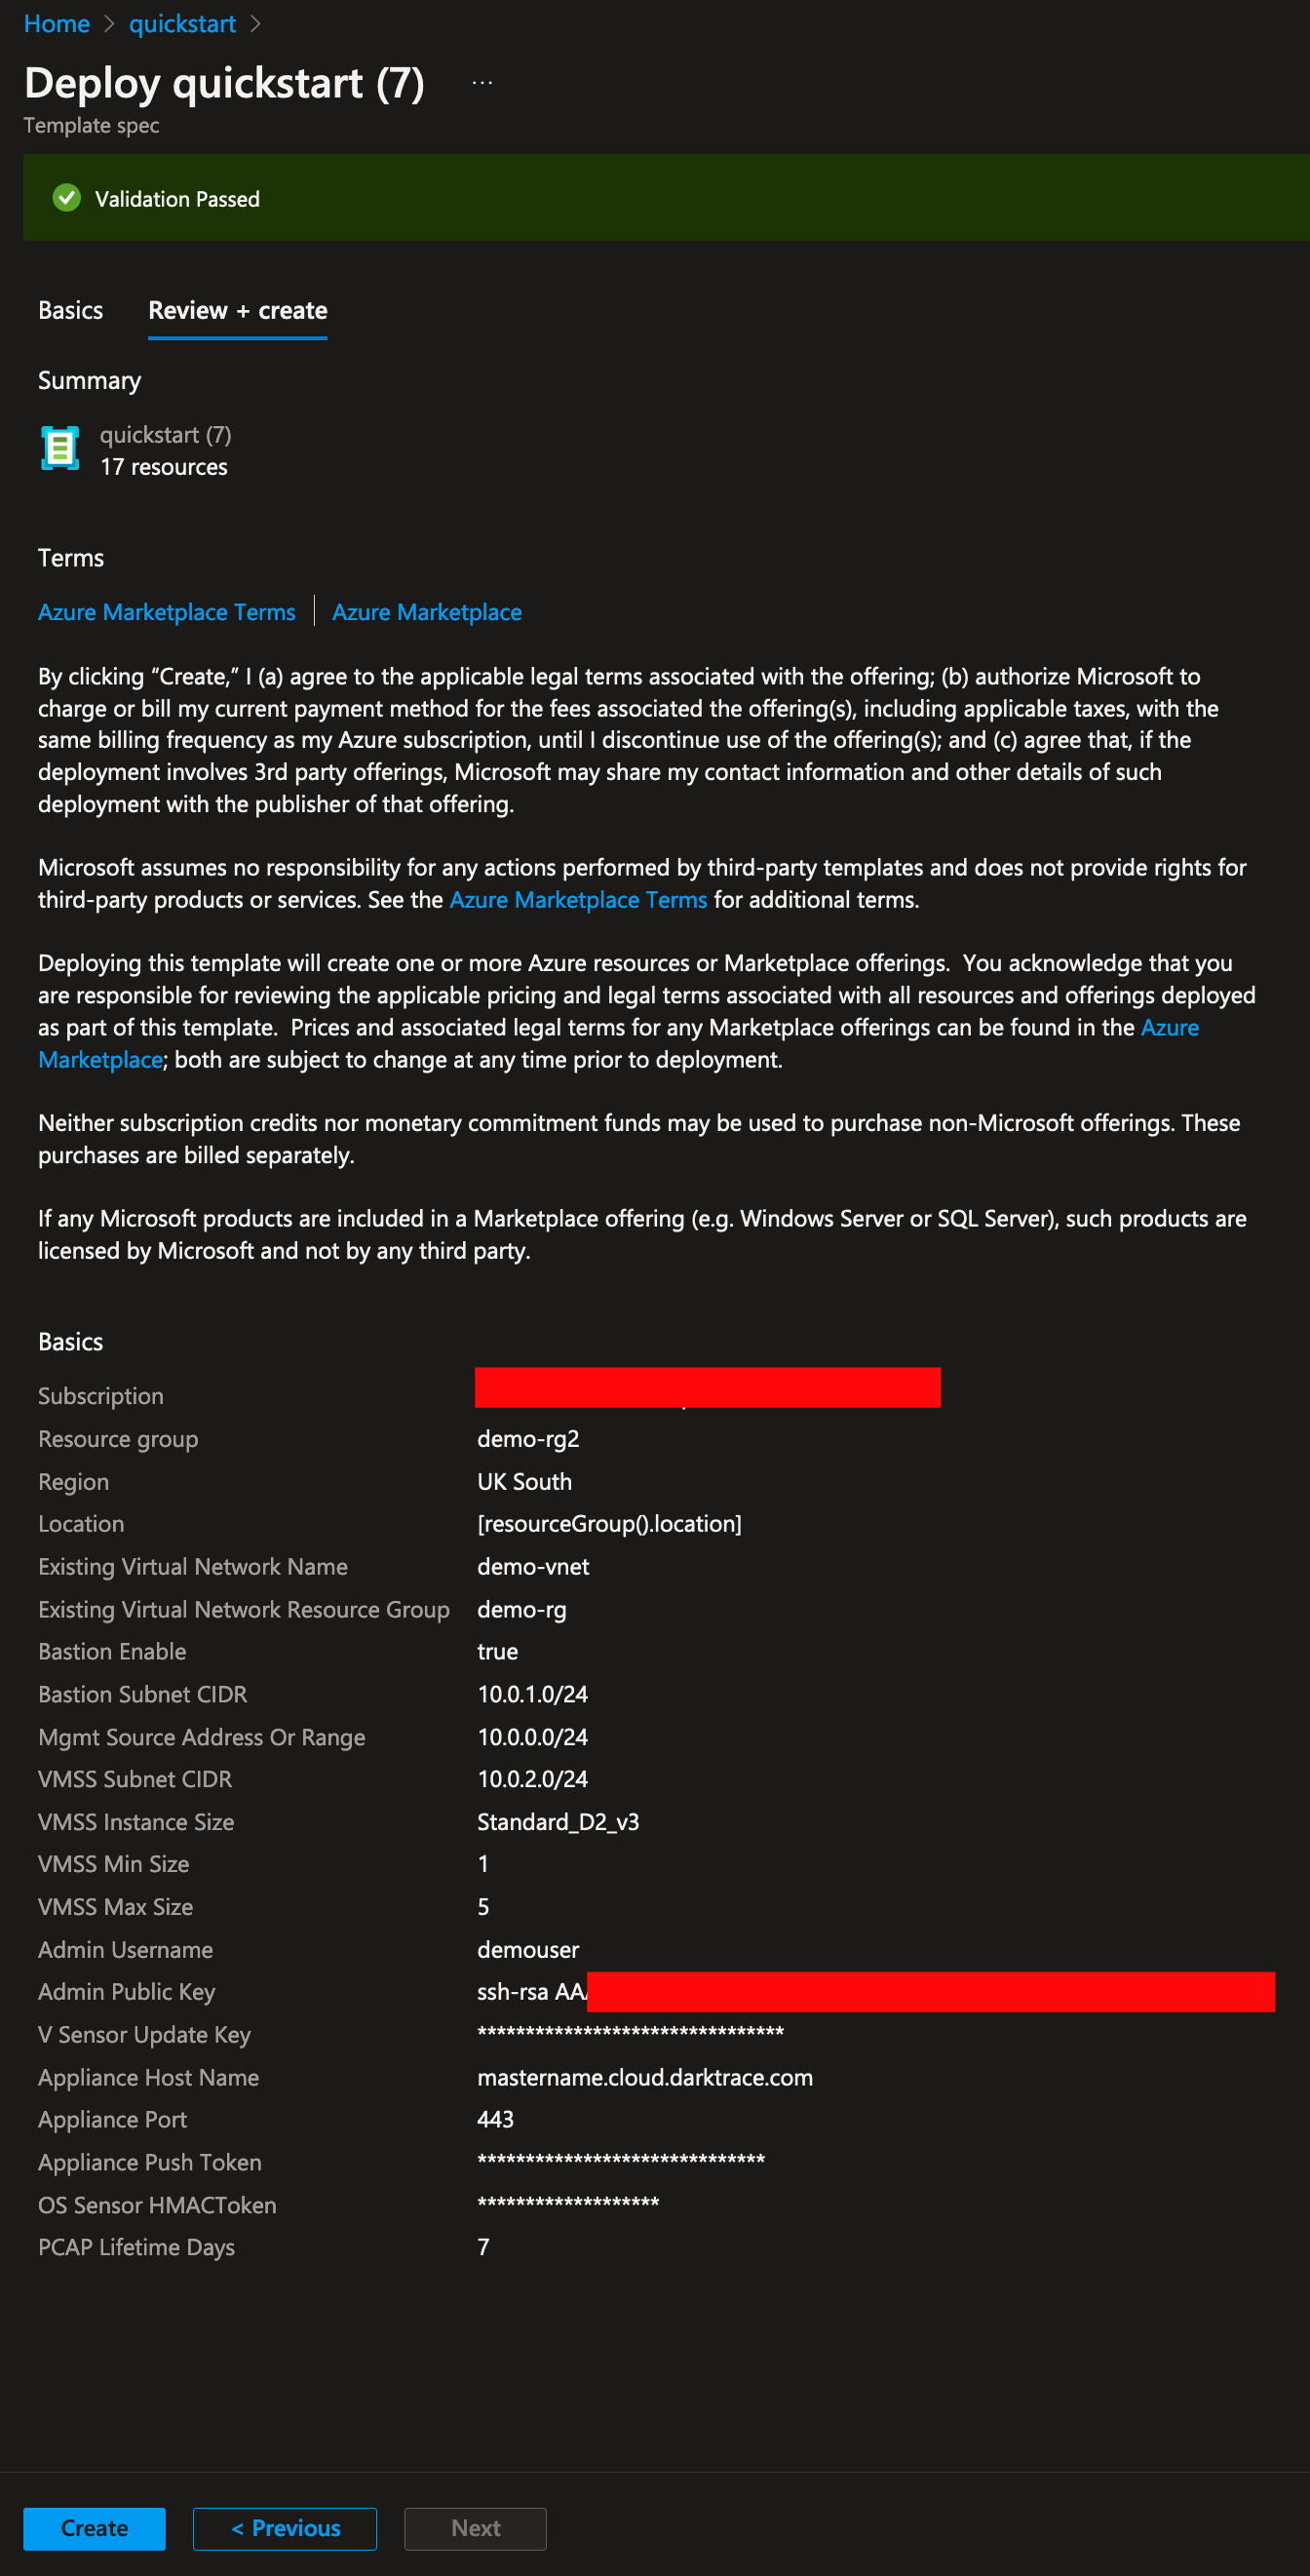 Home > quickstart >
Deploy quickstart (7) ...
Template spec
Validation Passed
Basics Review + create
Summary
quickstart (7)
17 resources
Terms
Azure Marketplace Terms | Azure Marketplace
By clicking “Create,” I (a) agree to the applicable legal terms associated with the offering; (b) authorize Microsoft to
charge or bill my current payment method for the fees associated the offering(s), including applicable taxes, with the
same billing frequency as my Azure subscription, until I discontinue use of the offering(s); and (c) agree that, if the
deployment involves 3rd party offerings, Microsoft may share my contact information and other details of such
deployment with the publisher of that offering.
Microsoft assumes no responsibility for any actions performed by third-party templates and does not provide rights for
third-party products or services. See the Azure Marketplace Terms for additional terms.
Deploying this template will create one or more Azure resources or Marketplace offerings. You acknowledge that you
are responsible for reviewing the applicable pricing and legal terms associated with all resources and offerings deployed
as part of this template. Prices and associated legal terms for any Marketplace offerings can be found in the Azure
Marketplace; both are subject to change at any time prior to deployment.
Neither subscription credits nor monetary commitment funds may be used to purchase non-Microsoft offerings. These
purchases are billed separately.
If any Microsoft products are included in a Marketplace offering (e.g. Windows Server or SQL Server), such products are
licensed by Microsoft and not by any third party.
Basics
Subscription
Resource group demo-rg2
Region UK South
Location [resourceGroup().location]
Existing Virtual Network Name demo-vnet
Existing Virtual Network Resource Group demo-rg
Bastion Enable true
Bastion Subnet CIDR 10.0.1.0/24
Mgmt Source Address Or Range 10.0.0.0/24
VMSS Subnet CIDR 10.0.2.0/24
VMSS Instance Size Standard_D2_v3
VMSS Min Size 1
VMSS Max Size 5
Admin Username demouser
Admin Public Key ssh-rsa AA
V Sensor Update Key ********************************
Appliance Host Name mastername.cloud.darktrace.com
Appliance Port 443
Appliance Push Token ******************************
OS Sensor HMACToken *******************
PCAP Lifetime Days 7
Create < Previous Next